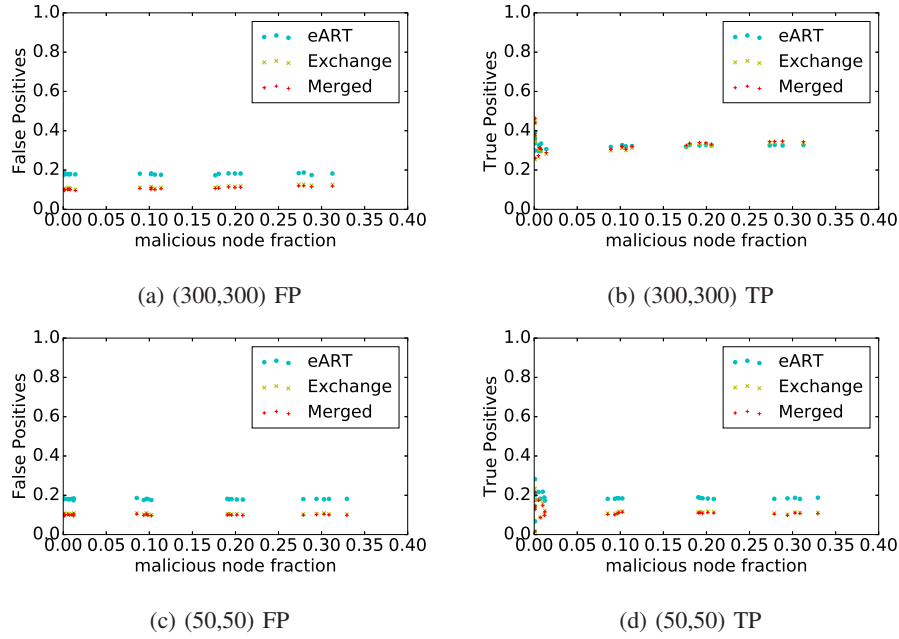 1.0
0.8
0.6
0.4
0.2
0.0
False Positives
eART
Exchange
Merged
0.00 0.05 0.10 0.15 0.20 0.25 0.30 0.35 0.40
malicious node fraction
(a) (300,300) FP
1.0
0.8
0.6
0.4
0.2
0.0
True Positives
eART
Exchange
Merged
0.00 0.05 0.10 0.15 0.20 0.25 0.30 0.35 0.40
malicious node fraction
(b) (300,300) TP
1.0
0.8
0.6
0.4
0.2
0.0
False Positives
eART
Exchange
Merged
0.00 0.05 0.10 0.15 0.20 0.25 0.30 0.35 0.40
malicious node fraction
(c) (50,50) FP
1.0
0.8
0.6
0.4
0.2
0.0
True Positives
eART
Exchange
Merged
0.00 0.05 0.10 0.15 0.20 0.25 0.30 0.35 0.40
malicious node fraction
(d) (50,50) TP